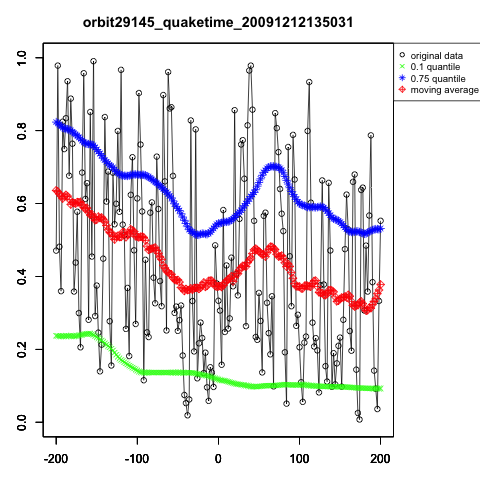 orbit29145_quaketime_20091212135031
original data
0.1 quantile
0.75 quantile
moving average
1.0
0.8
0.6
0.4
0.2
0.0
-200
-100
0
100
200